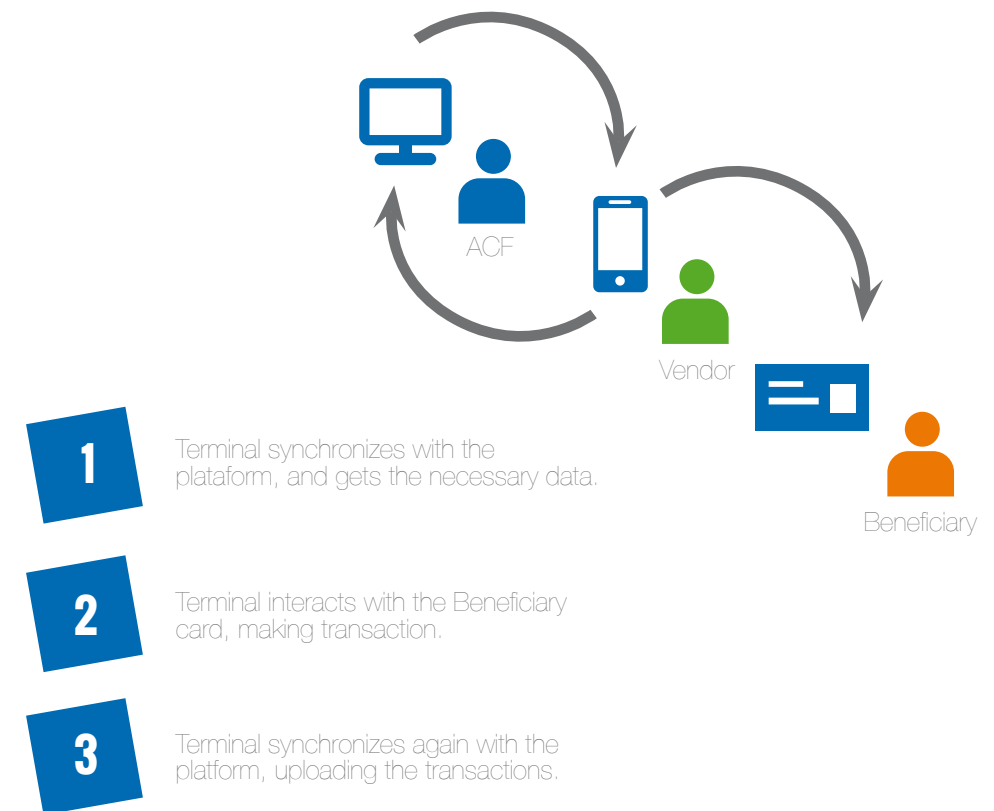 ACF
Vendor
Beneficiary
1
Terminal synchronizes with the
plataform, and gets the necessary data.
2
Terminal interacts with the Beneficiary
card, making transaction.
3
Terminal synchronizes again with the
platform, uploading the transactions.